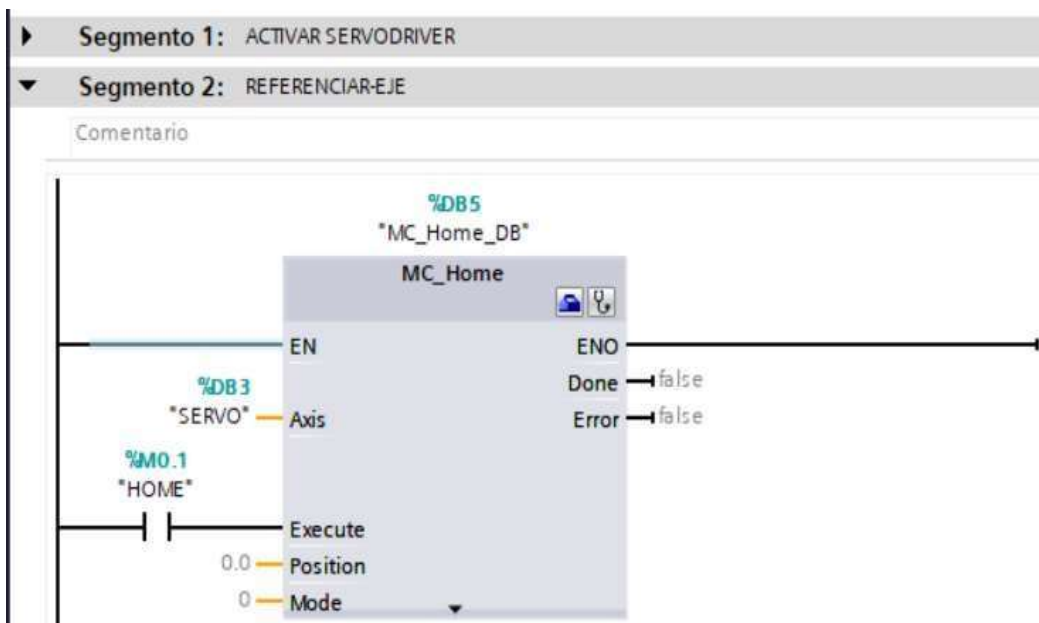 Segmento 1: ACTIVAR SERVODRIVER
Segmento 2: REFERENCIAR-EJE
Comentario
%DB5
"MC_Home_DB"
MC_Home
EN
ENO
%DB3
Done
false
"SERVO"
Axis
Error
false
%M0.1
"HOME"
Execute
0.0
Position
0
Mode